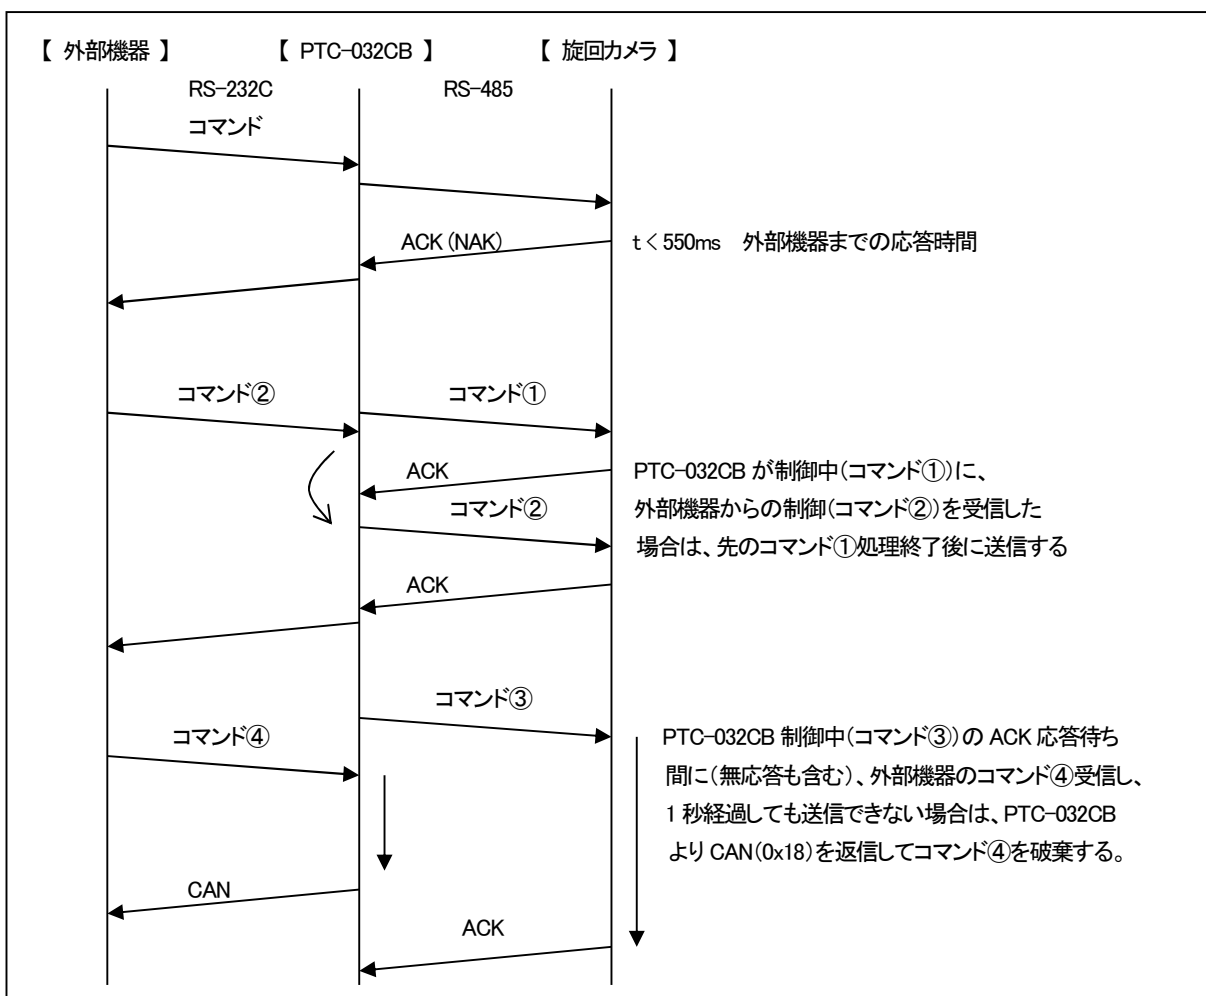 【 外部機器 】 【 PTC-032CB 】 【 旋回カメラ 】
RS-232C RS-485
コマンド
ACK (NAK) t＜550ms 外部機器までの応答時間
コマンド② コマンド①
ACK PTC-032CB が制御中(コマンド①)に、
コマンド② 外部機器からの制御(コマンド②)を受信した
場合は、先のコマンド①処理終了後に送信する
ACK
コマンド③
コマンド④ PTC-032CB 制御中(コマンド③)の ACK 応答待ち
間に(無応答も含む)、外部機器のコマンド④受信し、
1 秒経過しても送信できない場合は、PTC-032CB
より CAN(0x18)を返信してコマンド④を破棄する。
CAN
ACK